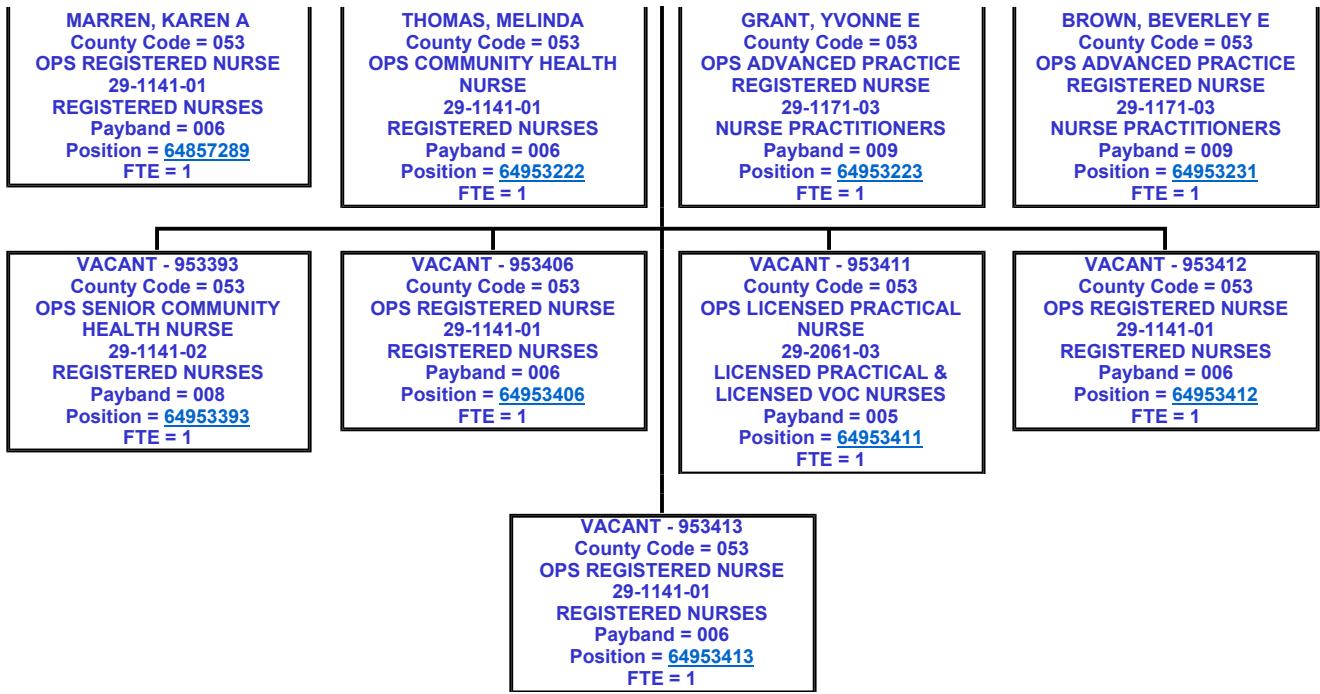 MARREN, KAREN A
County Code = 053
OPS REGISTERED NURSE
29-1141-01
REGISTERED NURSES
Payband = 006
Position = 64857289
FTE = 1
THOMAS, MELINDA
County Code = 053
OPS COMMUNITY HEALTH
NURSE
29-1141-01
REGISTERED NURSES
Payband = 006
Position = 64953222
FTE = 1
GRANT, YVONNE E
County Code = 053
OPS ADVANCED PRACTICE
REGISTERED NURSE
29-1171-03
NURSE PRACTITIONERS
Payband = 009
Position = 64953223
FTE = 1
BROWN, BEVERLEY E
County Code = 053
OPS ADVANCED PRACTICE
REGISTERED NURSE
29-1171-03
NURSE PRACTITIONERS
Payband = 009
Position = 64953231
FTE = 1
VACANT - 953393
County Code = 053
OPS SENIOR COMMUNITY
HEALTH NURSE
29-1141-02
REGISTERED NURSES
Payband = 008
Position = 64953393
FTE = 1
VACANT - 953406
County Code = 053
OPS REGISTERED NURSE
29-1141-01
REGISTERED NURSES
Payband = 006
Position = 64953406
FTE = 1
VACANT - 953411
County Code = 053
OPS LICENSED PRACTICAL
NURSE
29-2061-03
LICENSED PRACTICAL &
LICENSED VOC NURSES
Payband = 005
Position = 64953411
FTE = 1
VACANT - 953412
County Code = 053
OPS REGISTERED NURSE
29-1141-01
REGISTERED NURSES
Payband = 006
Position = 64953412
FTE = 1
VACANT - 953413
County Code = 053
OPS REGISTERED NURSE
29-1141-01
REGISTERED NURSES
Payband = 006
Position = 64953413
FTE = 1